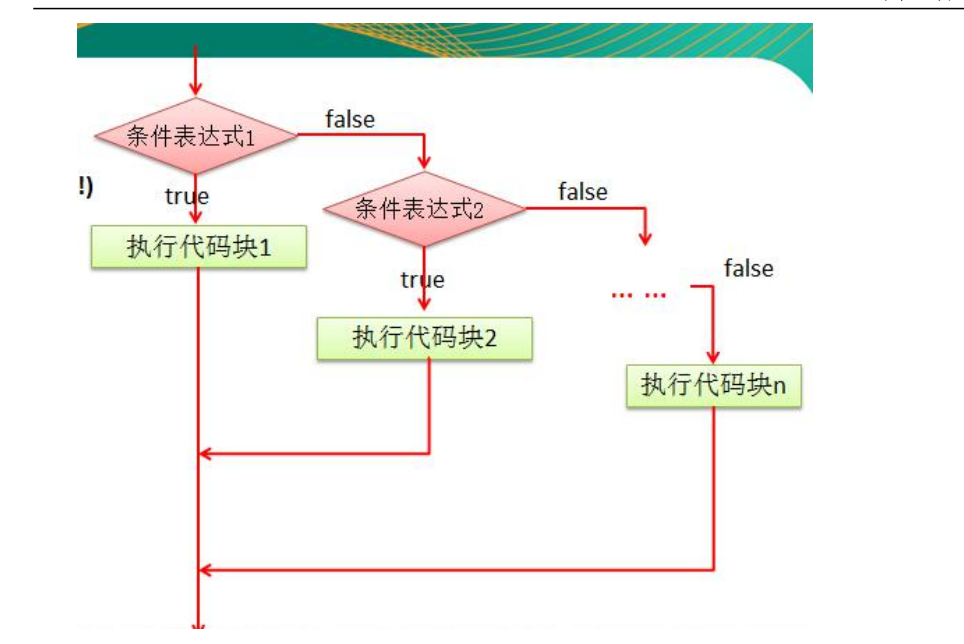 条件表达式1
false
!)
true
条件表达式2
false
执行代码块1
true
false
... ...
执行代码块2
执行代码块n